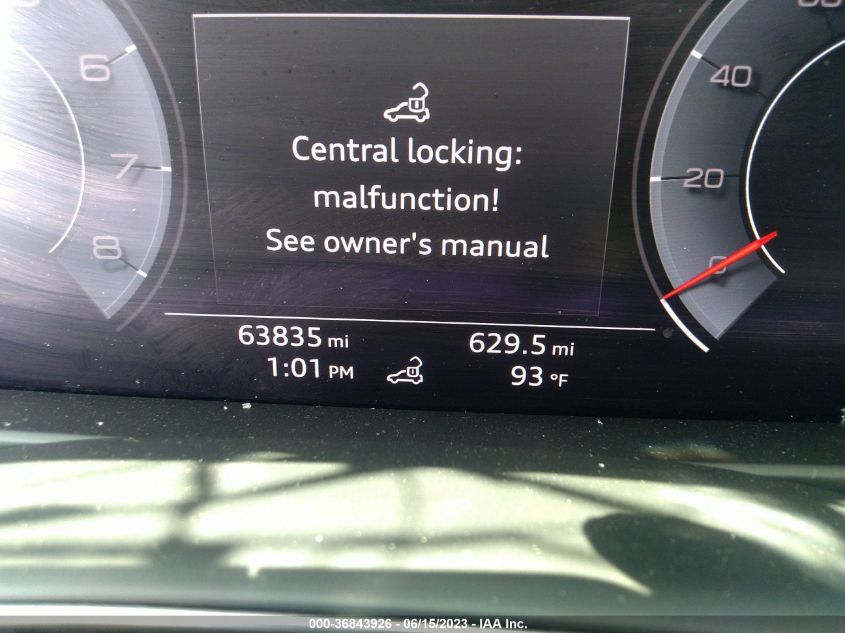 6
7
8
Central locking:
malfunction!
See owner's manual
40
20
0
63835 mi
629.5 mi
1:01 PM
93 °F
000-36843926 - 06/15/2023 - IAA Inc.